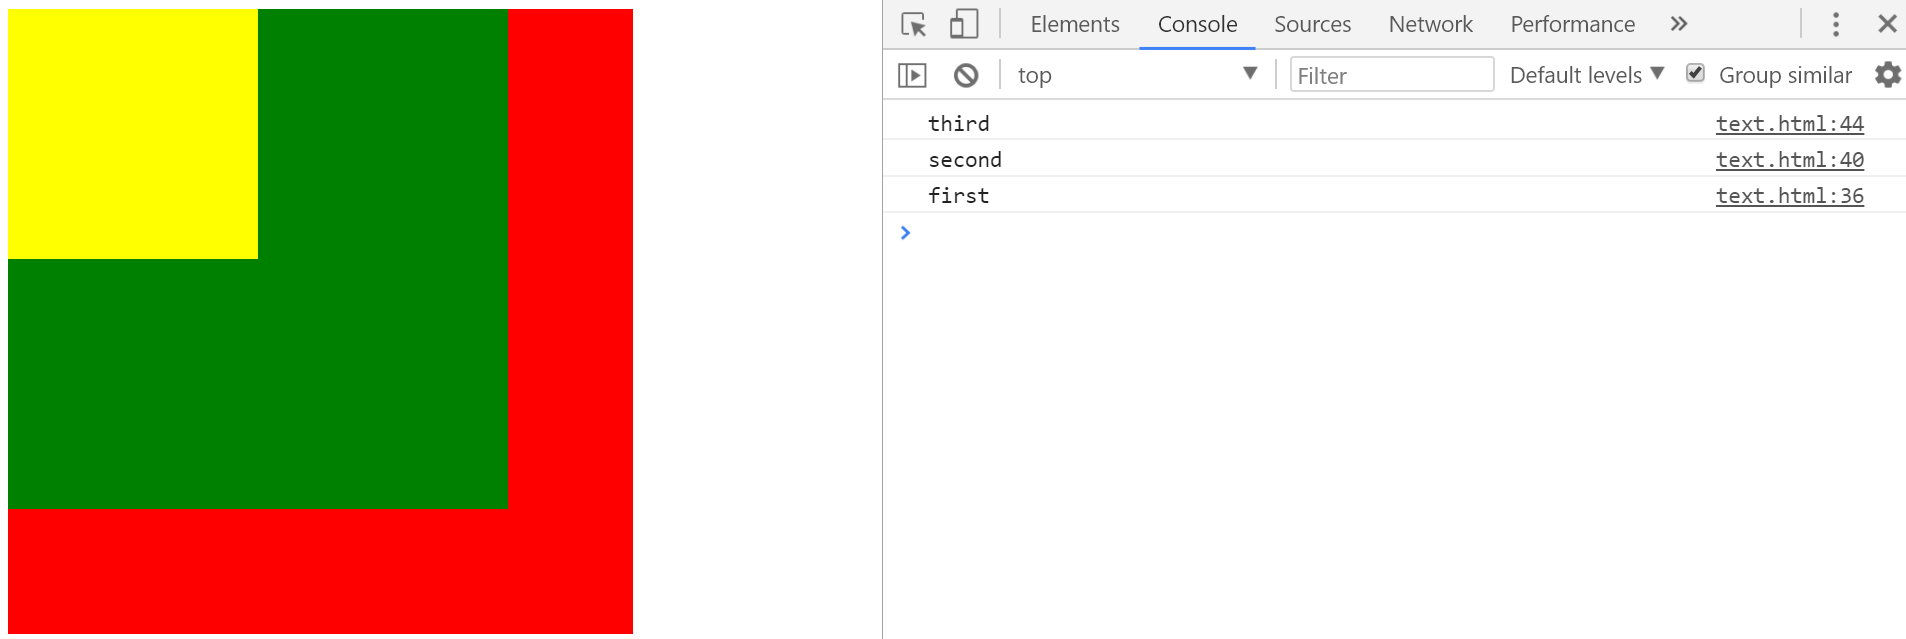 Elements Console Sources Network Performance
top Filter Default levels Group similar
third text.html:44
second text.html:40
first text.html:36